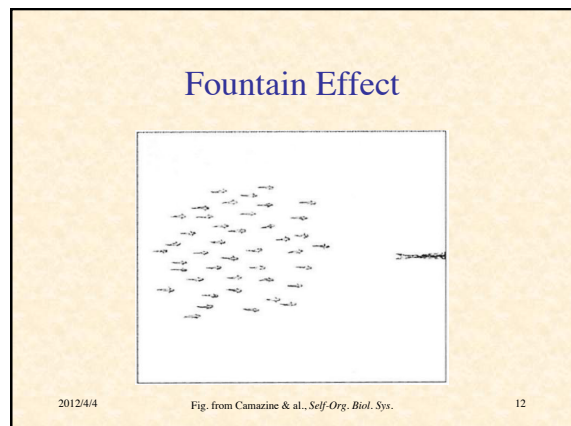 Fountain Effect
2012/4/4 Fig. from Camazine & al., Self-Org. Biol. Sys. 12